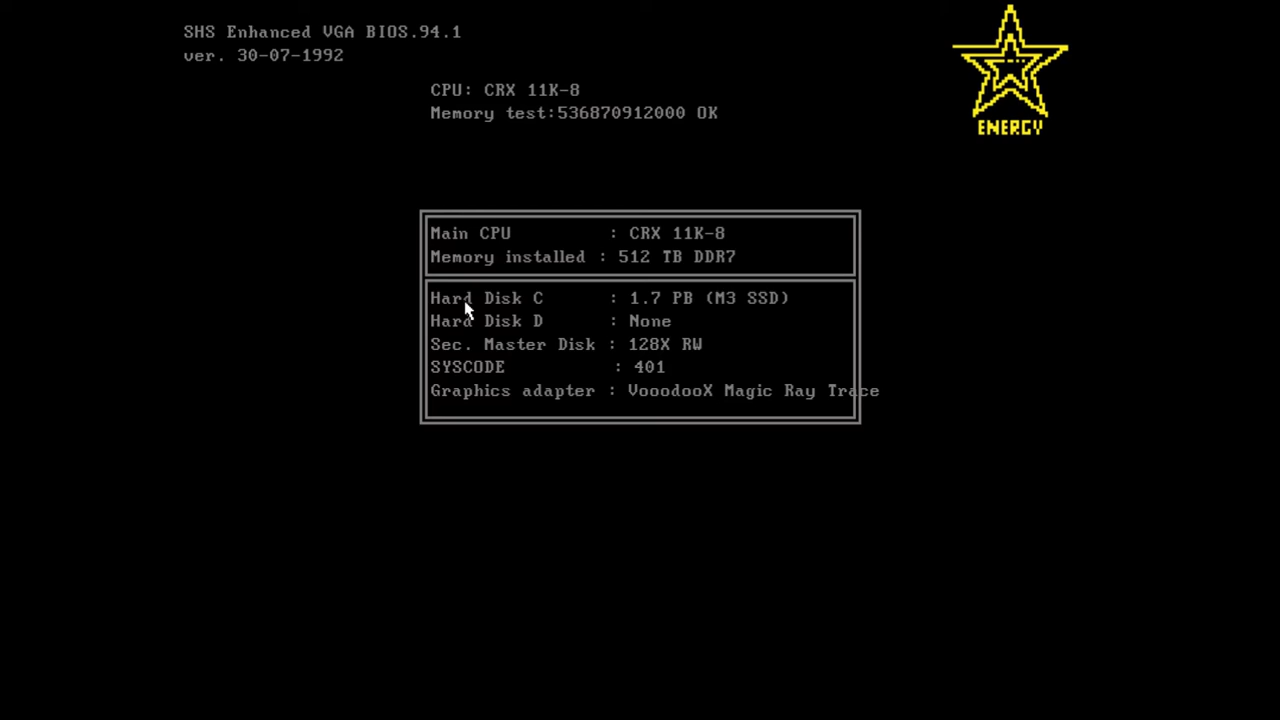 SHS Enhanced VGA BIOS.94.1
ver. 30-07-1992
ENERGY
CPU: CRX 11K-8
Memory test:536870912000 OK
Main CPU : CRX 11K-8
Memory installed : 512 TB DDR7
Hard Disk C : 1.7 PB (M3 SSD)
Hard Disk D : None
Sec. Master Disk : 128X RW
SYSCODE : 401
Graphics adapter : VooodooX Magic Ray Trace